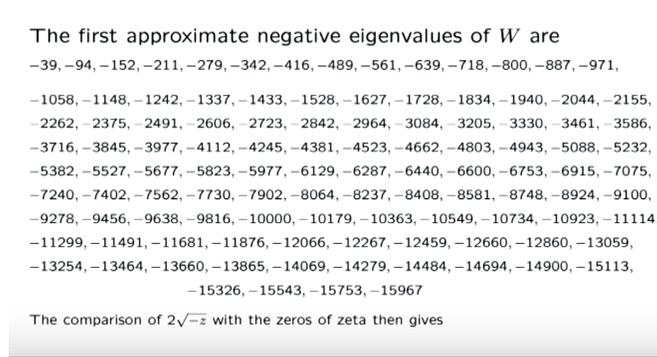 The first approximate negative eigenvalues of W are
−39, −94, −152, −211, −279, −342, −416, −489, −561, −639, −718, −800, −887, −971,
−1058, −1148, −1242, −1337, −1433, −1528, −1627, −1728, −1834, −1940, −2044, −2155,
−2262, −2375, −2491, −2606, −2723, −2842, −2964, −3084, −3205, −3330, −3461, −3586,
−3716, −3845, −3977, −4112, −4245, −4381, −4523, −4662, −4803, −4943, −5088, −5232,
−5382, −5527, −5677, −5823, −5977, −6129, −6287, −6440, −6600, −6753, −6915, −7075,
−7240, −7402, −7562, −7730, −7902, −8064, −8237, −8408, −8581, −8748, −8924, −9100,
−9278, −9456, −9638, −9816, −10000, −10179, −10363, −10549, −10734, −10923, −11114
−11299, −11491, −11681, −11876, −12066, −12267, −12459, −12660, −12860, −13059,
−13254, −13464, −13660, −13865, −14069, −14279, −14484, −14694, −14900, −15113,
−15326, −15543, −15753, −15967
The comparison of 2√−z with the zeros of zeta then gives